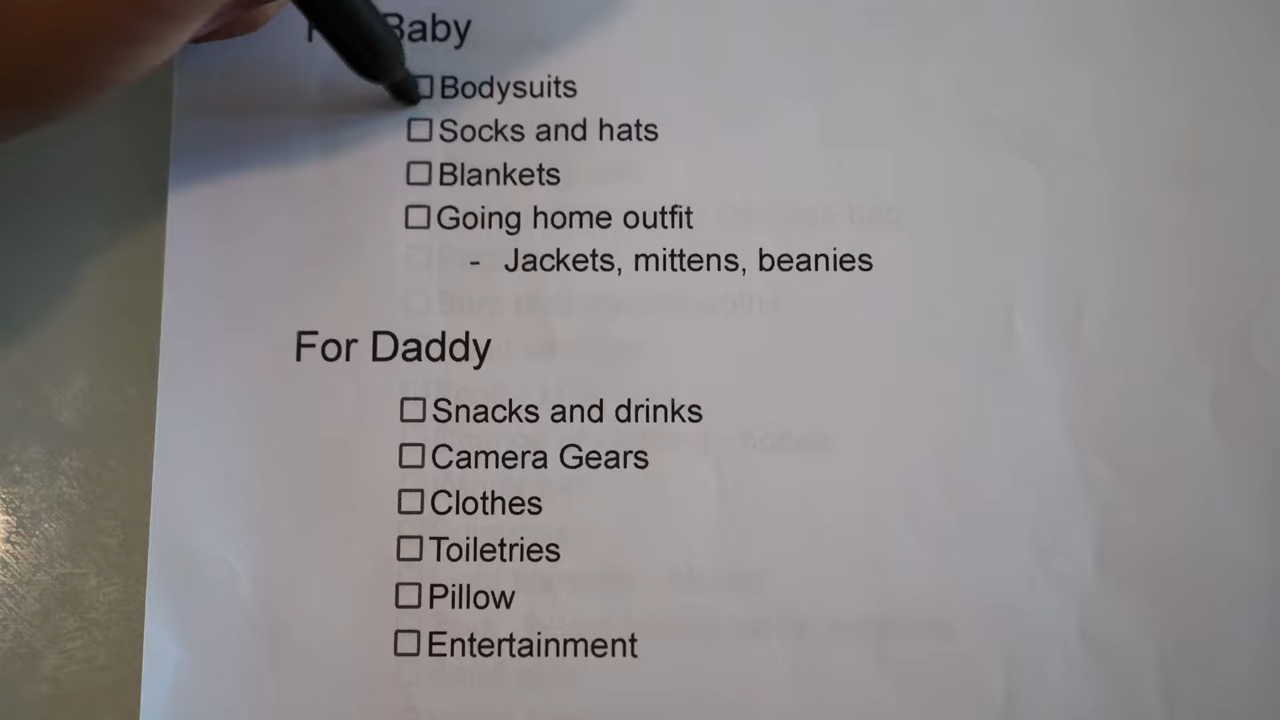 Baby
☐ Bodysuits
☐ Socks and hats
☐ Blankets
☐ Going home outfit
- Jackets, mittens, beanies
For Daddy
☐ Snacks and drinks
☐ Camera Gears
☐ Clothes
☐ Toiletries
☐ Pillow
☐ Entertainment